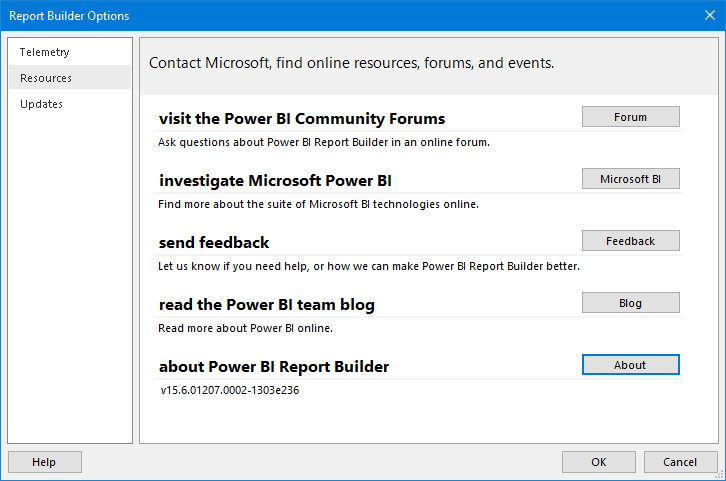 Report Builder Options
Telemetry
Resources
Updates
Contact Microsoft, find online resources, forums, and events.
visit the Power BI Community Forums
Forum
Ask questions about Power BI Report Builder in an online forum.
investigate Microsoft Power BI
Microsoft BI
Find more about the suite of Microsoft BI technologies online.
send feedback
Feedback
Let us know if you need help, or how we can make Power BI Report Builder better.
read the Power BI team blog
Blog
Read more about Power BI online.
about Power BI Report Builder
About
v15.6.01207.0002-1303e236
Help
OK
Cancel